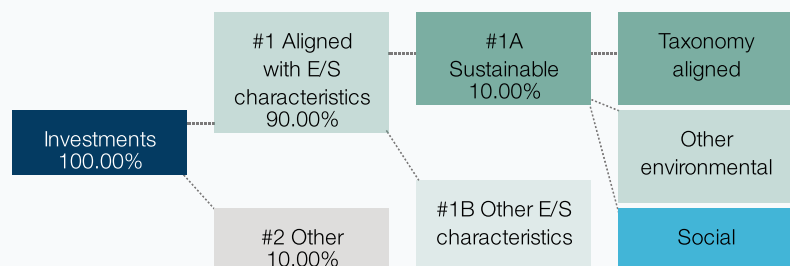 Investments
100.00%
#1 Aligned
with E/S
characteristics
90.00%
#2 Other
10.00%
#1A
Sustainable
10.00%
#1B Other E/S
characteristics
Taxonomy
aligned
Other
environmental
Social